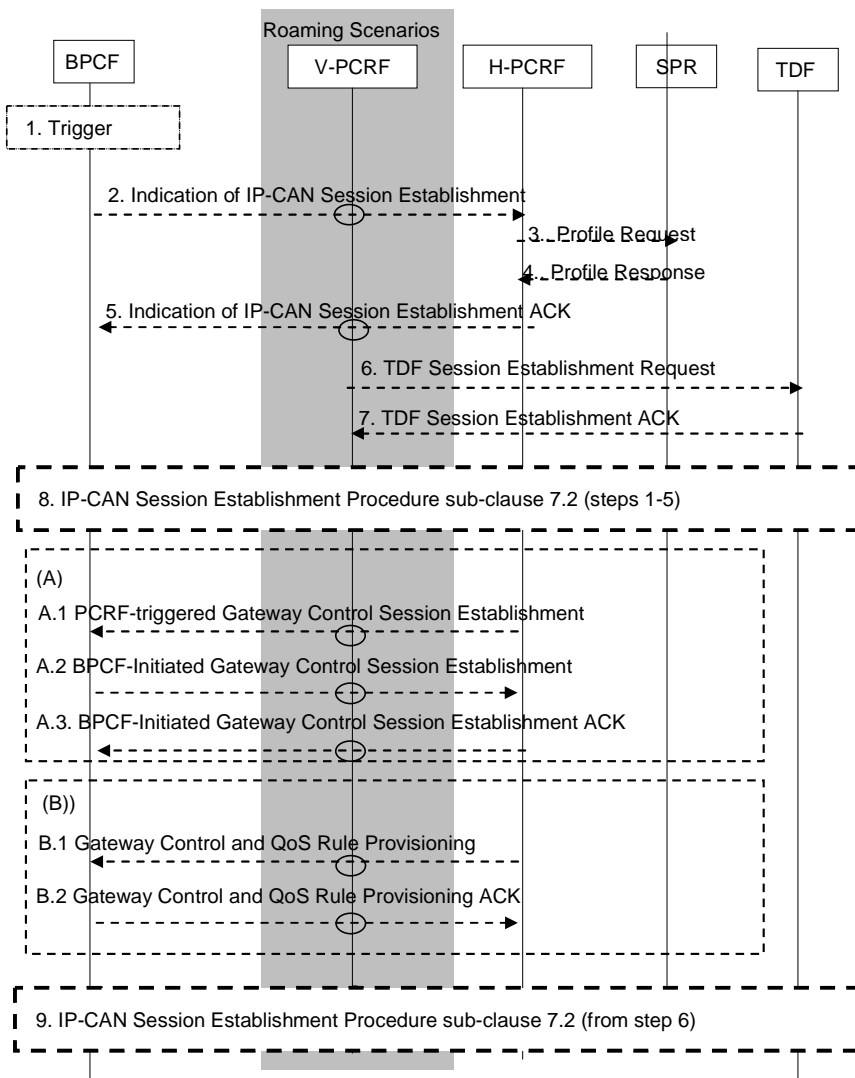 Roaming Scenarios
BPCF
V-PCRF
H-PCRF
SPR
TDF
1. Trigger
2. Indication of IP-CAN Session Establishment
3.. Profile Request
4.. Profile Response
5. Indication of IP-CAN Session Establishment ACK
6. TDF Session Establishment Request
7. TDF Session Establishment ACK
8. IP-CAN Session Establishment Procedure sub-clause 7.2 (steps 1-5)
(A)
A.1 PCRF-triggered Gateway Control Session Establishment
A.2 BPCF-Initiated Gateway Control Session Establishment
A.3. BPCF-Initiated Gateway Control Session Establishment ACK
(B))
B.1 Gateway Control and QoS Rule Provisioning
B.2 Gateway Control and QoS Rule Provisioning ACK
9. IP-CAN Session Establishment Procedure sub-clause 7.2 (from step 6)